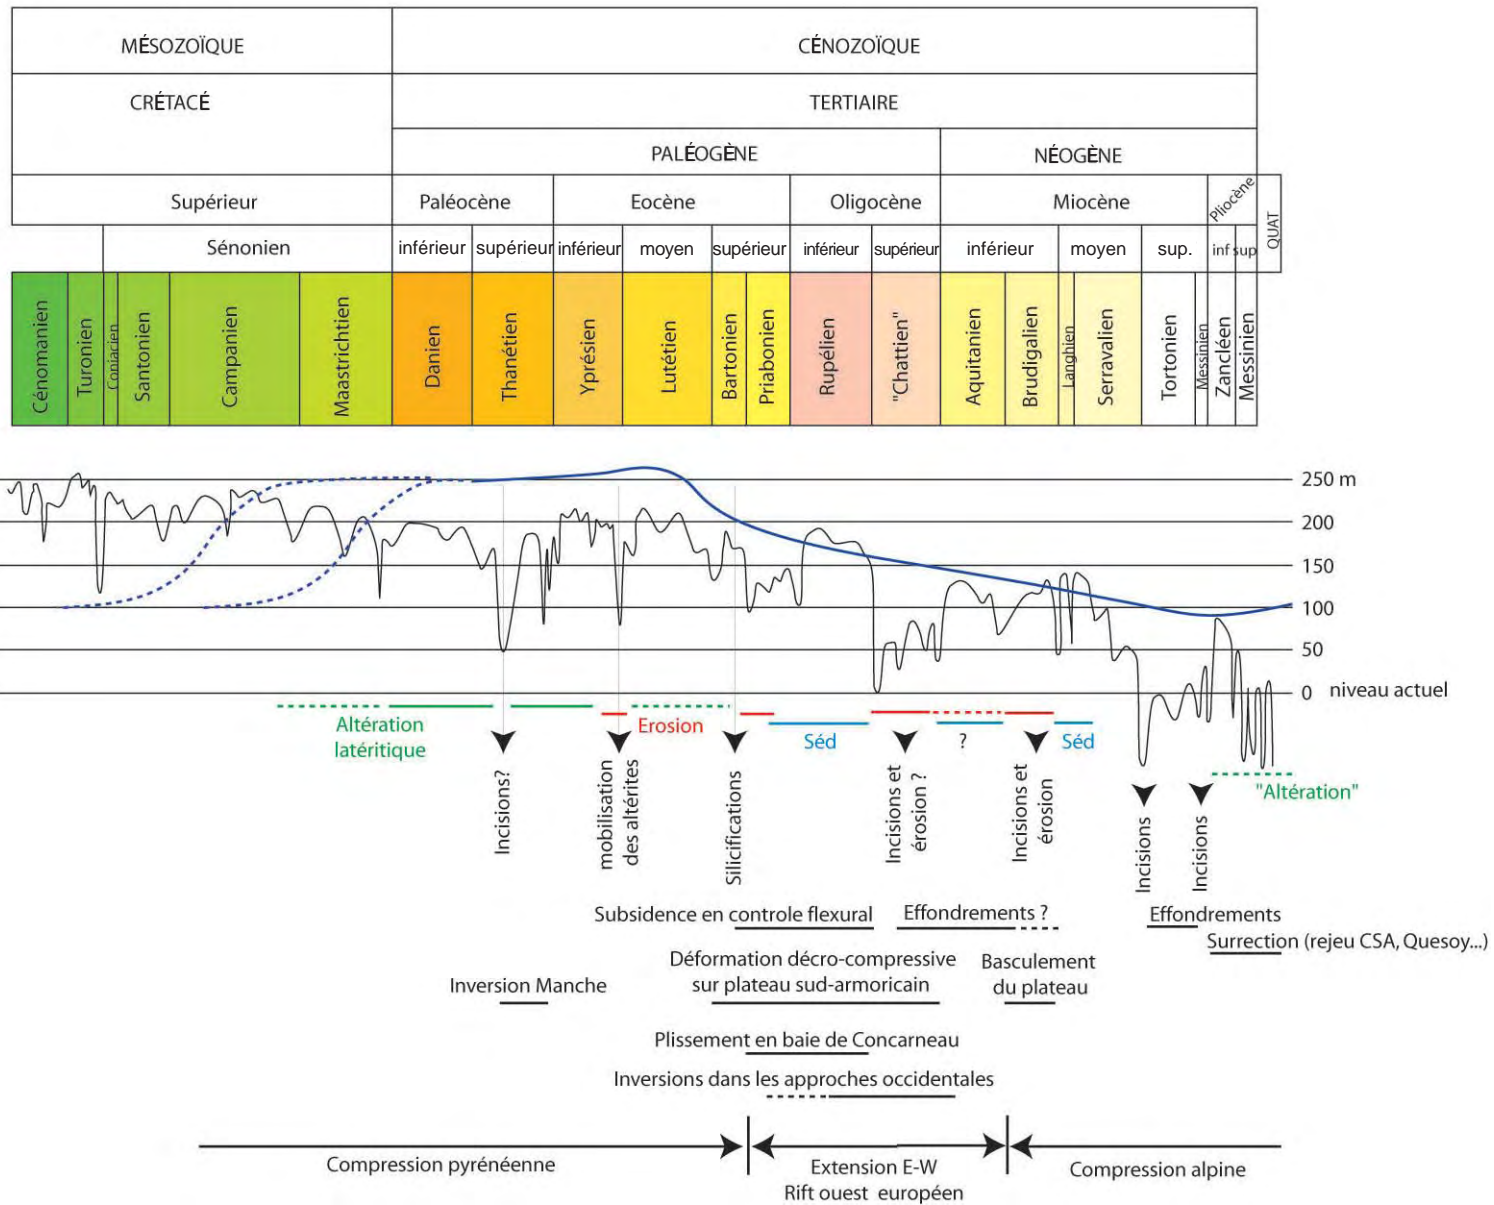 MÉSOZOÏQUE
CÉNOZOÏQUE
CRÉTACÉ
TERTIAIRE
PALÉOGÈNE
NÉOGÈNE
Supérieur
Paléocène
Eocène
Oligocène
Miocène
Pliocène
QUAT
Sénonien
inférieur
supérieur
inférieur
moyen
supérieur
inférieur
supérieur
inférieur
moyen
sup.
inf
sup
Cénomanien
Turonien
Coniacien
Santonien
Campanien
Maastrichtien
Danien
Thanétien
Yprésien
Lutétien
Bartonien
Priabonien
Rupélien
"Chattien"
Aquitanien
Brudigalien
Langhien
Serravalien
Tortonien
Messinien
Zancléen
Messinien
250 m
200
150
100
50
0 niveau actuel
Altération
latéritique
Erosion
Séd
?
Séd
"Altération"
Incisions?
mobilisation
des altérites
Silicifications
Incisions et
érosion ?
Incisions et
érosion
Incisions
Incisions
Subsidence en controle flexural
Effondrements ?
Effondrements
Surrection (rejeu CSA, Quesoy...)
Déformation décro-compressive
sur plateau sud-armoricain
Basculement
du plateau
Inversion Manche
Plissement en baie de Concarneau
Inversions dans les approches occidentales
Compression pyrénéenne
Extension E-W
Rift ouest européen
Compression alpine